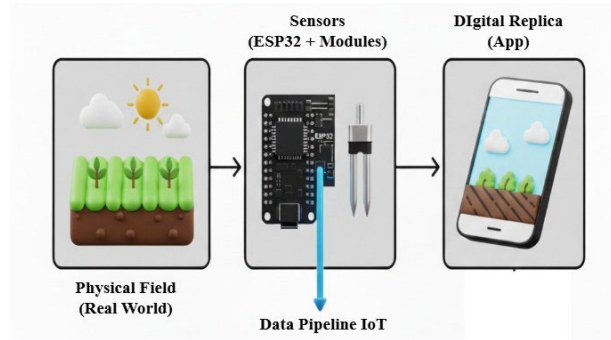 Sensors
(ESP32 + Modules)
DIgital Replica
(App)
ESP32
Physical Field
(Real World)
Data Pipeline IoT